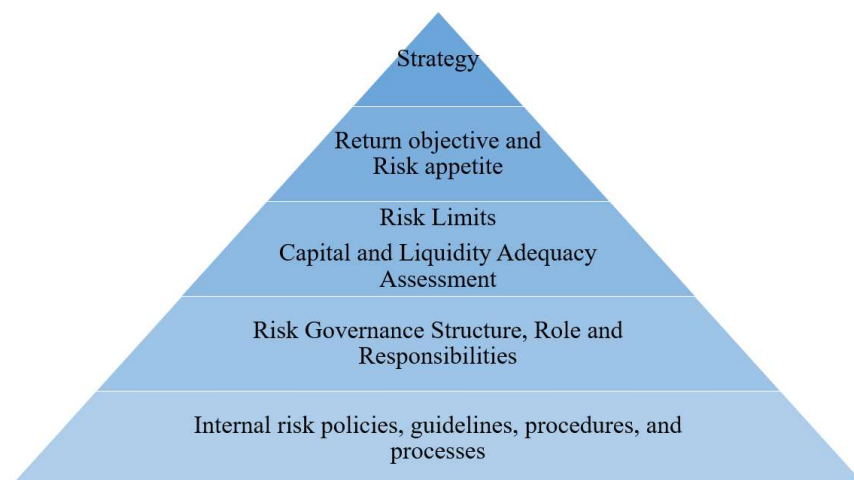 Strategy
Return objective and
Risk appetite
Risk Limits
Capital and Liquidity Adequacy
Assessment
Risk Governance Structure, Role and
Responsibilities
Internal risk policies, guidelines, procedures, and
processes